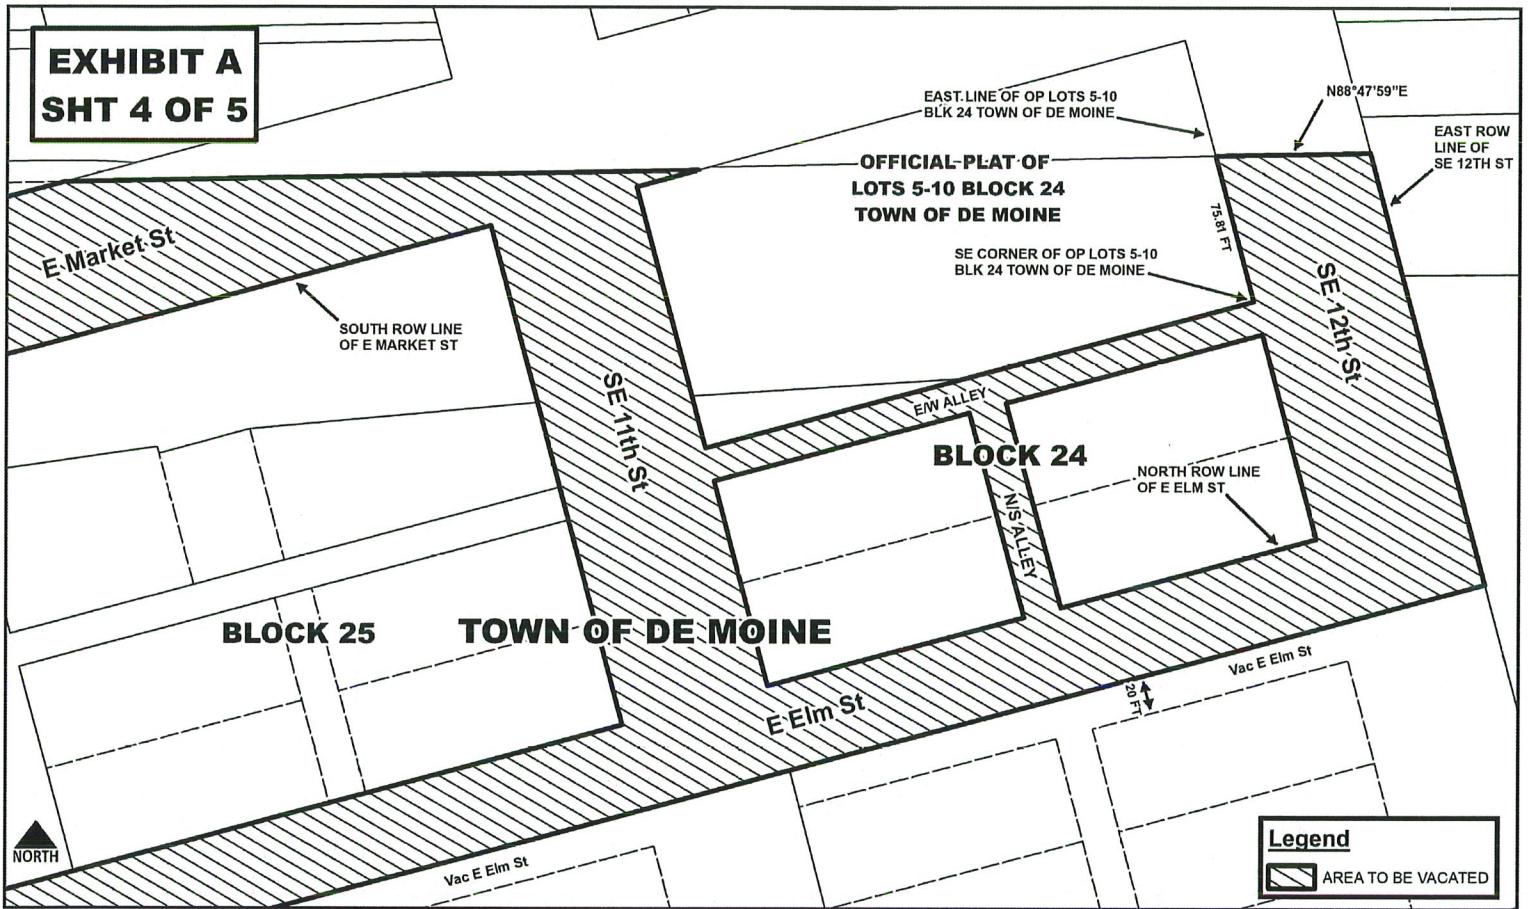 EXHIBIT A
SHT 4 OF 5
EAST LINE OF OP LOTS 5-10
BLK 24 TOWN OF DE MOINE
N88°47'59"E
EAST ROW
LINE OF
SE 12TH ST
OFFICIAL PLAT OF
LOTS 5-10 BLOCK 24
TOWN OF DE MOINE
75.81 FT
E Market St
SE CORNER OF OP LOTS 5-10
BLK 24 TOWN OF DE MOINE
SE 12th St
SOUTH ROW LINE
OF E MARKET ST
SE 11th St
E/W ALLEY
BLOCK 24
NORTH ROW LINE
OF E ELM ST
N/S ALLEY
BLOCK 25
TOWN OF DE MOINE
Vac E Elm St
20 FT
E Elm St
Vac E Elm St
NORTH
Legend
AREA TO BE VACATED